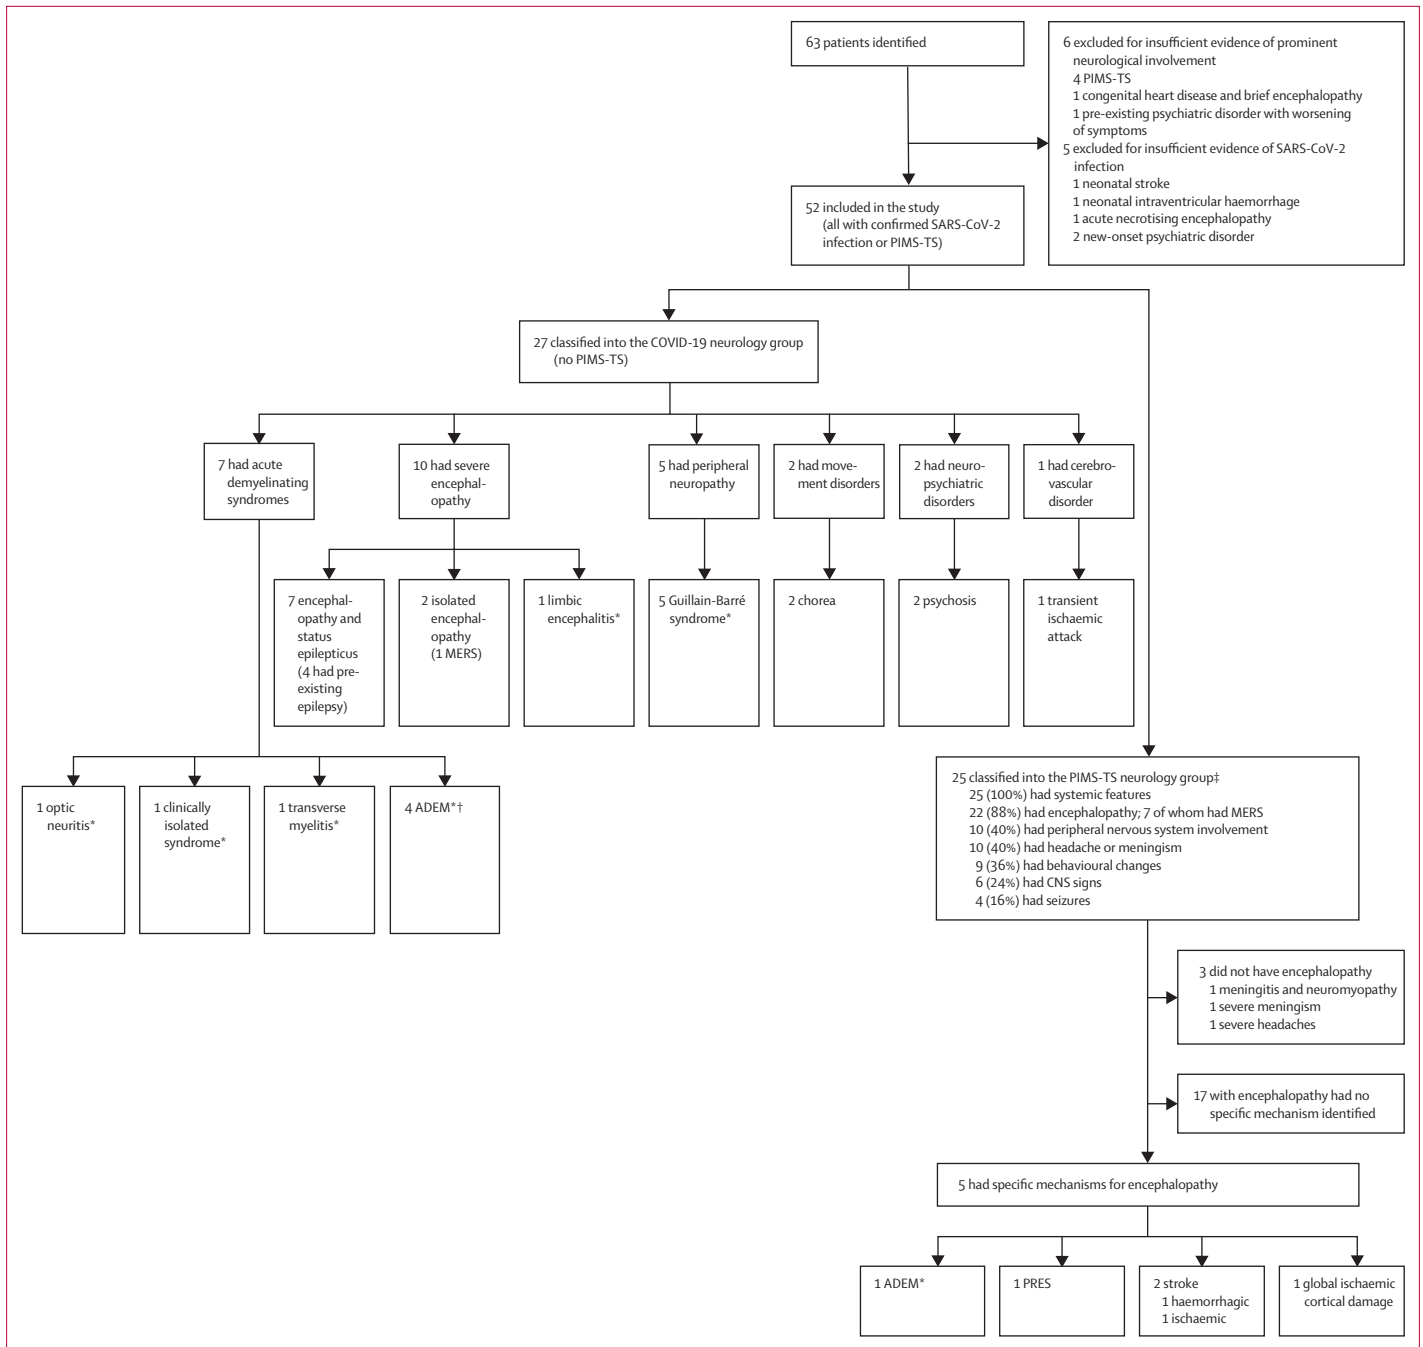 63 patients identified
6 excluded for insufficient evidence of prominent
neurological involvement
4 PIMS-TS
1 congenital heart disease and brief encephalopathy
1 pre-existing psychiatric disorder with worsening
of symptoms
5 excluded for insufficient evidence of SARS-CoV-2
infection
1 neonatal stroke
1 neonatal intraventricular haemorrhage
1 acute necrotising encephalopathy
2 new-onset psychiatric disorder
52 included in the study
(all with confirmed SARS-CoV-2
infection or PIMS-TS)
27 classified into the COVID-19 neurology group
(no PIMS-TS)
7 had acute
demyelinating
syndromes
10 had severe
encephal-
opathy
5 had peripheral
neuropathy
2 had move-
ment disorders
2 had neuro-
psychiatric
disorders
1 had cerebro-
vascular
disorder
7 encephal-
opathy and
status
epilepticus
(4 had pre-
existing
epilepsy)
2 isolated
encephal-
opathy
(1 MERS)
1 limbic
encephalitis*
5 Guillain-Barré
syndrome*
2 chorea
2 psychosis
1 transient
ischaemic
attack
1 optic
neuritis*
1 clinically
isolated
syndrome*
1 transverse
myelitis*
4 ADEM*†
25 classified into the PIMS-TS neurology group‡
25 (100%) had systemic features
22 (88%) had encephalopathy; 7 of whom had MERS
10 (40%) had peripheral nervous system involvement
10 (40%) had headache or meningism
9 (36%) had behavioural changes
6 (24%) had CNS signs
4 (16%) had seizures
3 did not have encephalopathy
1 meningitis and neuromyopathy
1 severe meningism
1 severe headaches
17 with encephalopathy had no
specific mechanism identified
5 had specific mechanisms for encephalopathy
1 ADEM*
1 PRES
2 stroke
1 haemorrhagic
1 ischaemic
1 global ischaemic
cortical damage